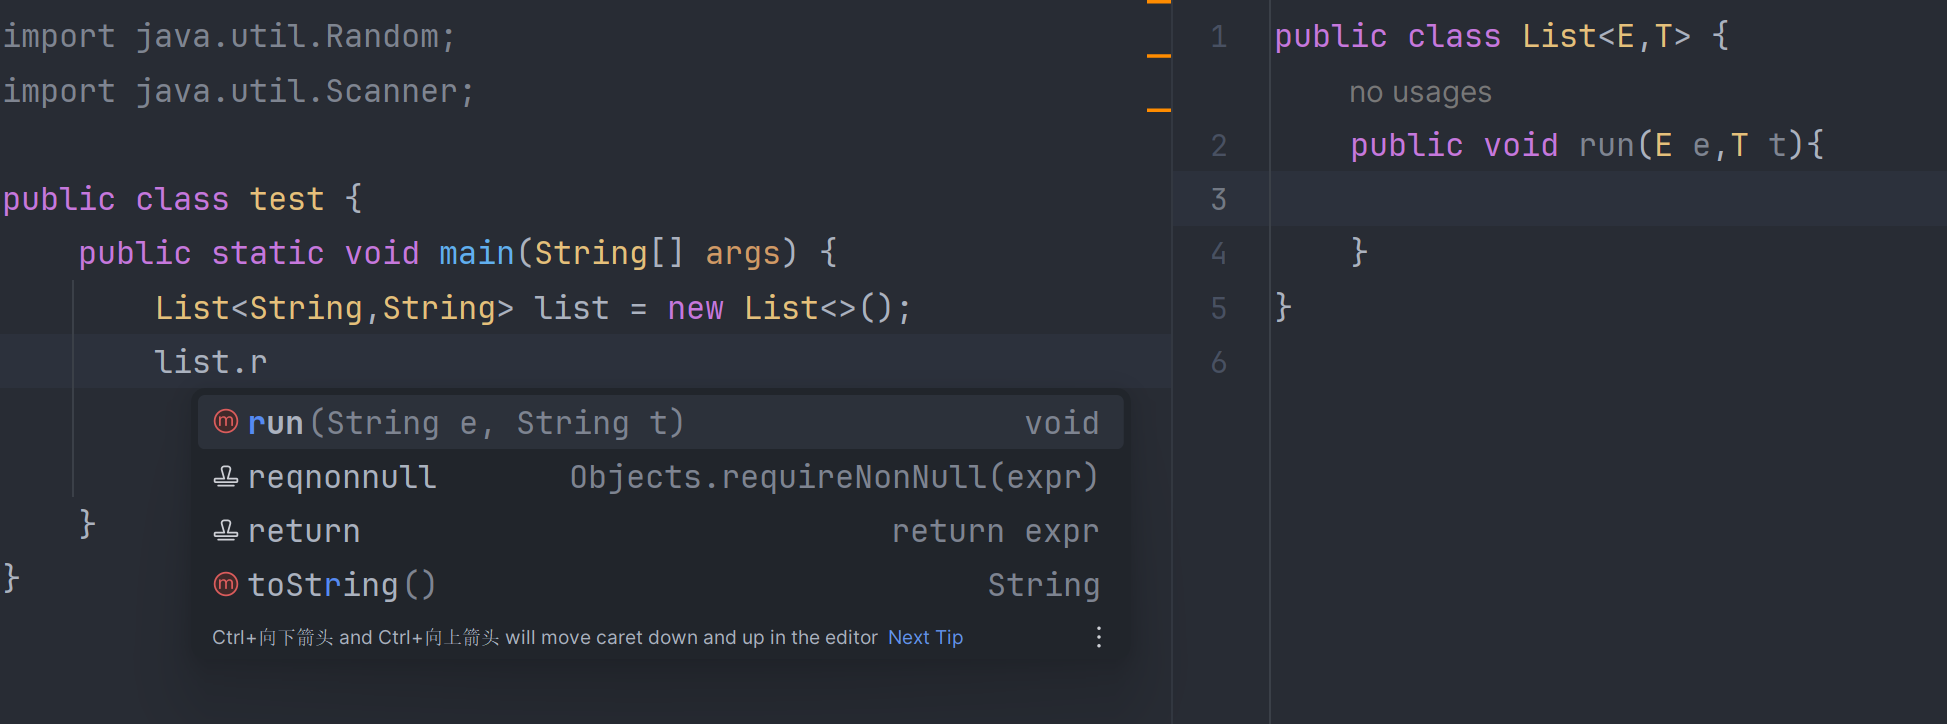 import java.util.Random;
import java.util.Scanner;
public class test {
public static void main(String[] args) {
List<String,String> list = new List<>();
list.r
run(String e, String t) void
reqnonnull Objects.requireNonNull(expr)
return return expr
toString() String
Ctrl+向下箭头 and Ctrl+向上箭头 will move caret down and up in the editor Next Tip
}
}
1 public class List<E,T> {
no usages
2 public void run(E e,T t){
3
4 }
5 }
6